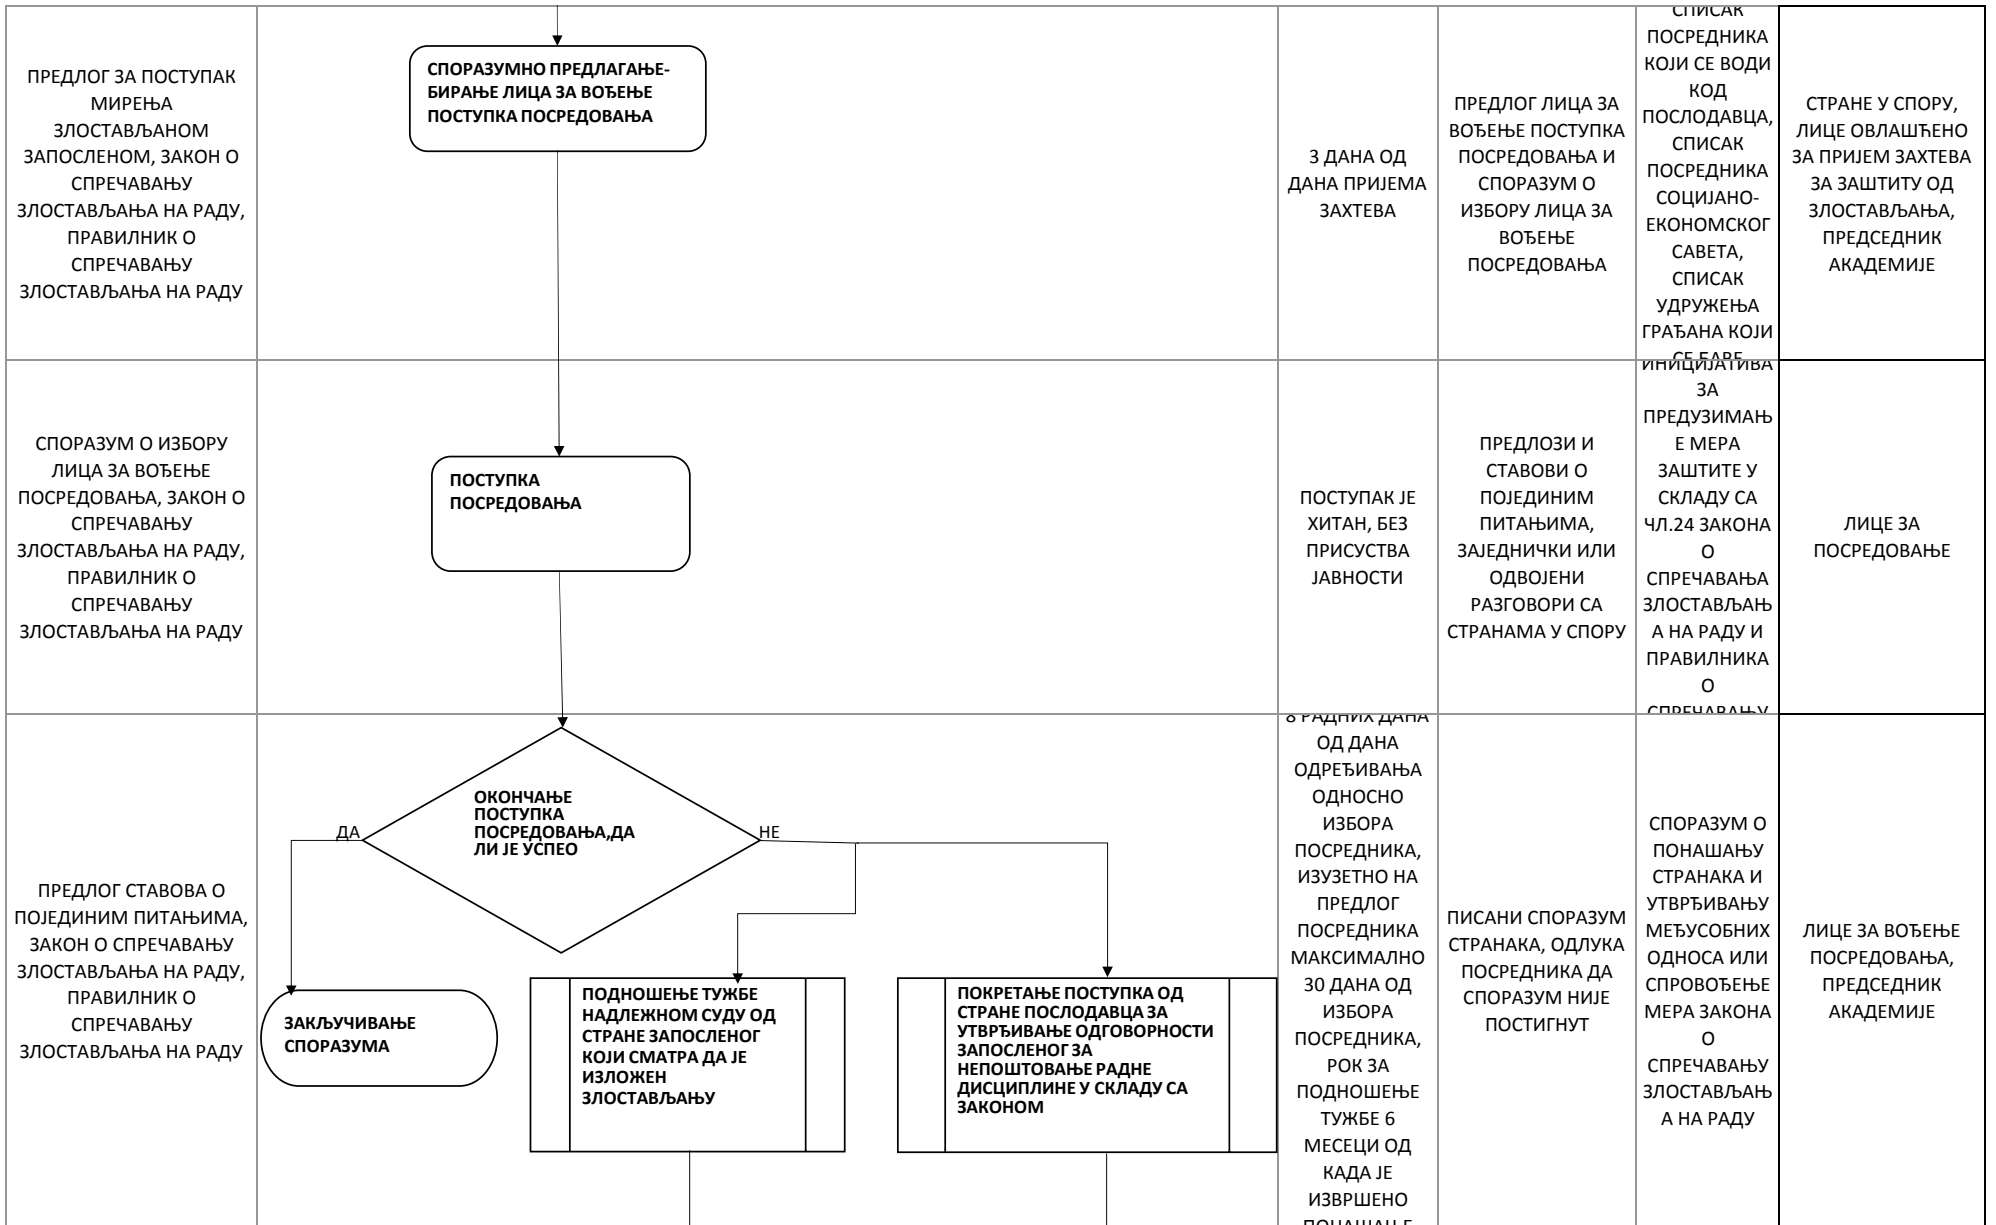 ПРЕДЛОГ ЗА ПОСТУПАК
МИРЕЊА
ЗЛОСТАВЉАНОМ
ЗАПОСЛЕНОМ, ЗАКОН О
СПРЕЧАВАЊУ
ЗЛОСТАВЉАЊА НА РАДУ,
ПРАВИЛНИК О
СПРЕЧАВАЊУ
ЗЛОСТАВЉАЊА НА РАДУ
СПОРАЗУМНО ПРЕДЛАГАЊЕ-
БИРАЊЕ ЛИЦА ЗА ВОЂЕЊЕ
ПОСТУПКА ПОСРЕДОВАЊА
3 ДАНА ОД
ДАНА ПРИЈЕМА
ЗАХТЕВА
ПРЕДЛОГ ЛИЦА ЗА
ВОЂЕЊЕ ПОСТУПКА
ПОСРЕДОВАЊА И
СПОРАЗУМ О
ИЗБОРУ ЛИЦА ЗА
ВОЂЕЊЕ
ПОСРЕДОВАЊА
СПИСАК
ПОСРЕДНИКА
КОЈИ СЕ ВОДИ
КОД
ПОСЛОДАВЦА,
СПИСАК
ПОСРЕДНИКА
СОЦИЈАНО-
ЕКОНОМСКОГ
САВЕТА,
СПИСАК
УДРУЖЕЊА
ГРАЂАНА КОЈИ
СЕ БАВЕ
СТРАНЕ У СПОРУ,
ЛИЦЕ ОВЛАШЋЕНО
ЗА ПРИЈЕМ ЗАХТЕВА
ЗА ЗАШТИТУ ОД
ЗЛОСТАВЉАЊА,
ПРЕДСЕДНИК
АКАДЕМИЈЕ
СПОРАЗУМ О ИЗБОРУ
ЛИЦА ЗА ВОЂЕЊЕ
ПОСРЕДОВАЊА, ЗАКОН О
СПРЕЧАВАЊУ
ЗЛОСТАВЉАЊА НА РАДУ,
ПРАВИЛНИК О
СПРЕЧАВАЊУ
ЗЛОСТАВЉАЊА НА РАДУ
ПОСТУПКА
ПОСРЕДОВАЊА
ПОСТУПАК ЈЕ
ХИТАН, БЕЗ
ПРИСУСТВА
ЈАВНОСТИ
ПРЕДЛОЗИ И
СТАВОВИ О
ПОЈЕДИНИМ
ПИТАЊИМА,
ЗАЈЕДНИЧКИ ИЛИ
ОДВОЈЕНИ
РАЗГОВОРИ СА
СТРАНАМА У СПОРУ
ИНИЦИЈАТИВА
ЗА
ПРЕДУЗИМАЊ
Е МЕРА
ЗАШТИТЕ У
СКЛАДУ СА
ЧЛ.24 ЗАКОНА
О
СПРЕЧАВАЊА
ЗЛОСТАВЉАЊ
А НА РАДУ И
ПРАВИЛНИКА
О
СПРЕЧАВАЊУ
ЛИЦЕ ЗА
ПОСРЕДОВАЊЕ
ПРЕДЛОГ СТАВОВА О
ПОЈЕДИНИМ ПИТАЊИМА,
ЗАКОН О СПРЕЧАВАЊУ
ЗЛОСТАВЉАЊА НА РАДУ,
ПРАВИЛНИК О
СПРЕЧАВАЊУ
ЗЛОСТАВЉАЊА НА РАДУ
ОКОНЧАЊЕ
ПОСТУПКА
ПОСРЕДОВАЊА,ДА
ЛИ ЈЕ УСПЕО
ДА
НЕ
ЗАКЉУЧИВАЊЕ
СПОРАЗУМА
ПОДНОШЕЊЕ ТУЖБЕ
НАДЛЕЖНОМ СУДУ ОД
СТРАНЕ ЗАПОСЛЕНОГ
КОЈИ СМАТРА ДА ЈЕ
ИЗЛОЖЕН
ЗЛОСТАВЉАЊУ
ПОКРЕТАЊЕ ПОСТУПКА ОД
СТРАНЕ ПОСЛОДАВЦА ЗА
УТВРЂИВАЊЕ ОДГОВОРНОСТИ
ЗАПОСЛЕНОГ ЗА
НЕПОШТОВАЊЕ РАДНЕ
ДИСЦИПЛИНЕ У СКЛАДУ СА
ЗАКОНОМ
8 РАДНИХ ДАНА
ОД ДАНА
ОДРЕЂИВАЊА
ОДНОСНО
ИЗБОРА
ПОСРЕДНИКА,
ИЗУЗЕТНО НА
ПРЕДЛОГ
ПОСРЕДНИКА
МАКСИМАЛНО
30 ДАНА ОД
ИЗБОРА
ПОСРЕДНИКА,
РОК ЗА
ПОДНОШЕЊЕ
ТУЖБЕ 6
МЕСЕЦИ ОД
КАДА ЈЕ
ИЗВРШЕНО
ПОНАШАЊЕ
ПИСАНИ СПОРАЗУМ
СТРАНАКА, ОДЛУКА
ПОСРЕДНИКА ДА
СПОРАЗУМ НИЈЕ
ПОСТИГНУТ
СПОРАЗУМ О
ПОНАШАЊУ
СТРАНАКА И
УТВРЂИВАЊУ
МЕЂУСОБНИХ
ОДНОСА ИЛИ
СПРОВОЂЕЊЕ
МЕРА ЗАКОНА
О
СПРЕЧАВАЊУ
ЗЛОСТАВЉАЊ
А НА РАДУ
ЛИЦЕ ЗА ВОЂЕЊЕ
ПОСРЕДОВАЊА,
ПРЕДСЕДНИК
АКАДЕМИЈЕ